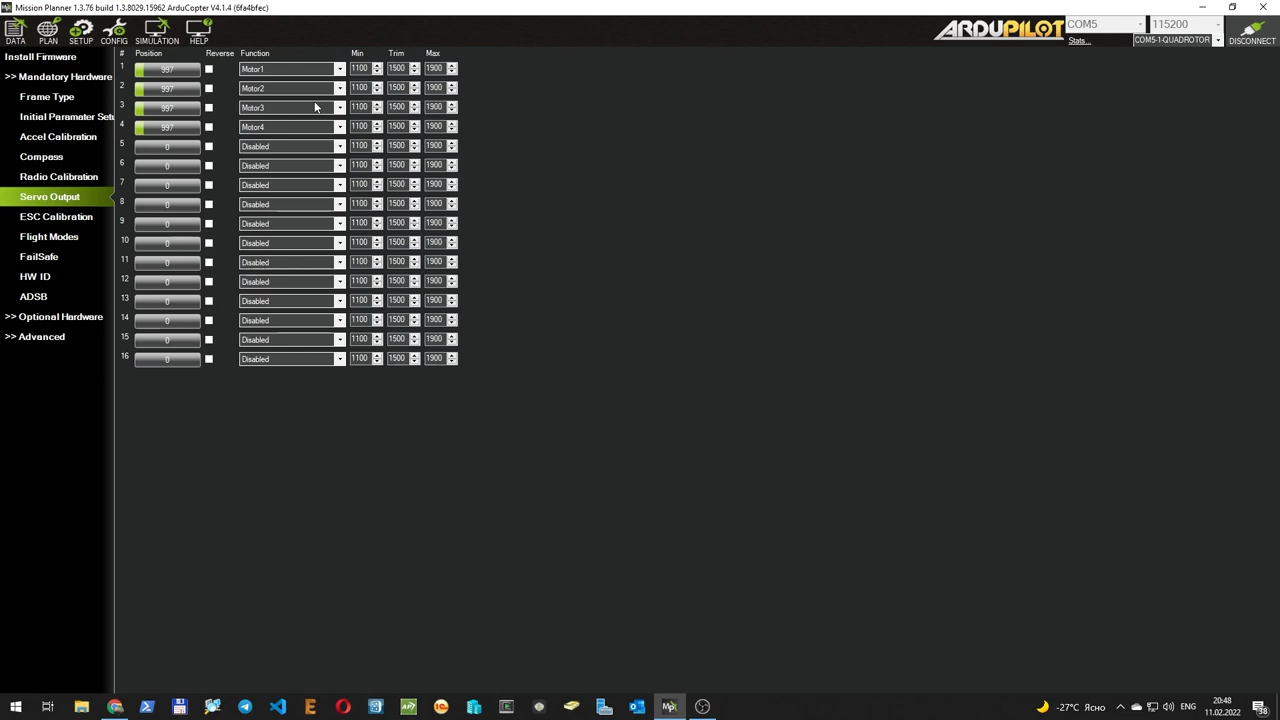 Mission Planner 1.3.76 build 1.3.8029.15962 ArduCopter V4.1.4 (6fa4bfec)
DATA PLAN SETUP CONFIG SIMULATION HELP
ARDUPILOT
COM5 115200
Stats... COM5-1-QUADROTOR
DISCONNECT
Install Firmware
>> Mandatory Hardware
Frame Type
Initial Paramater Setu
Accel Calibration
Compass
Radio Calibration
Servo Output
ESC Calibration
Flight Modes
FailSafe
HW ID
ADSB
>> Optional Hardware
>> Advanced
# Position Reverse Function Min Trim Max
1 997 Motor1 1100 1500 1900
2 997 Motor2 1100 1500 1900
3 997 Motor3 1100 1500 1900
4 997 Motor4 1100 1500 1900
5 0 Disabled 1100 1500 1900
6 0 Disabled 1100 1500 1900
7 0 Disabled 1100 1500 1900
8 0 Disabled 1100 1500 1900
9 0 Disabled 1100 1500 1900
10 0 Disabled 1100 1500 1900
11 0 Disabled 1100 1500 1900
12 0 Disabled 1100 1500 1900
13 0 Disabled 1100 1500 1900
14 0 Disabled 1100 1500 1900
15 0 Disabled 1100 1500 1900
16 0 Disabled 1100 1500 1900
-27°C Ясно ENG 20:48
11.02.2022